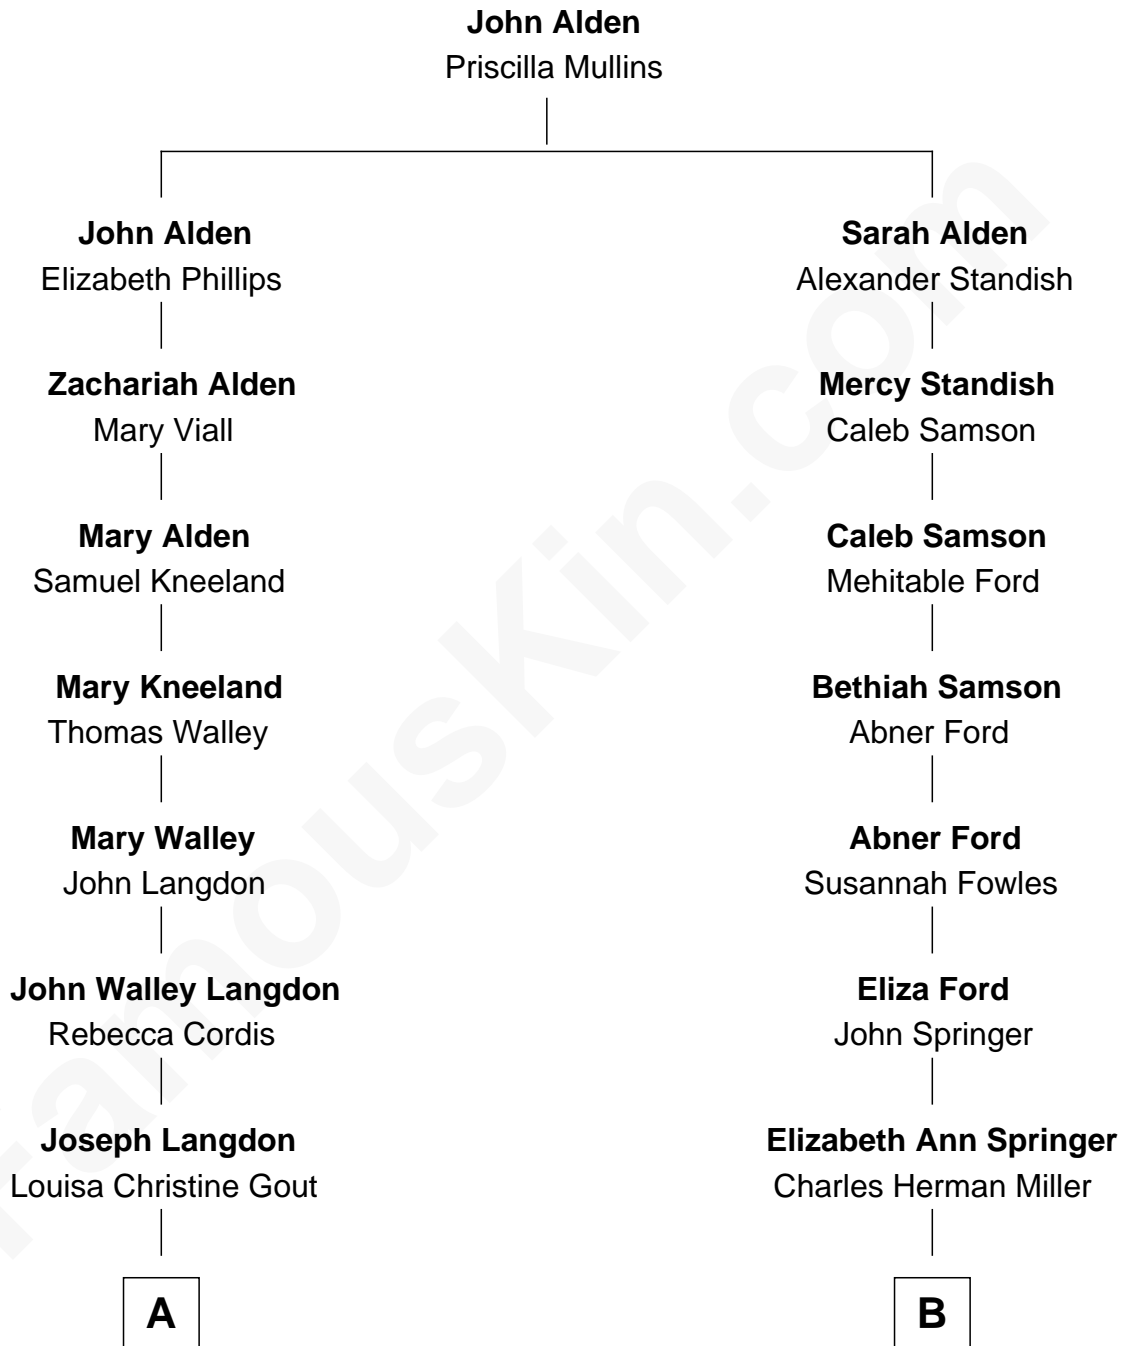 John Alden
Priscilla Mullins
John Alden
Elizabeth Phillips
Sarah Alden
Alexander Standish
Zachariah Alden
Mary Viall
Mercy Standish
Caleb Samson
Mary Alden
Samuel Kneeland
Caleb Samson
Mehitable Ford
Mary Kneeland
Thomas Walley
Bethiah Samson
Abner Ford
Mary Walley
John Langdon
Abner Ford
Susannah Fowles
John Walley Langdon
Rebecca Cordis
Eliza Ford
John Springer
Joseph Langdon
Louisa Christine Gout
Elizabeth Ann Springer
Charles Herman Miller
A
B
FamousKin.com